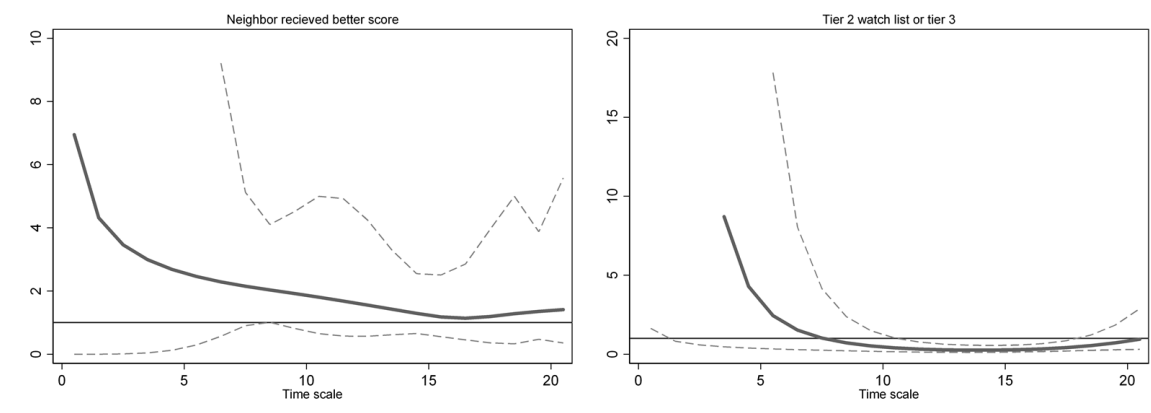 Neighbor recieved better score
10
8
6
4
2
0
0 5 10 15 20
Time scale
Tier 2 watch list or tier 3
20
15
10
5
0
0 5 10 15 20
Time scale